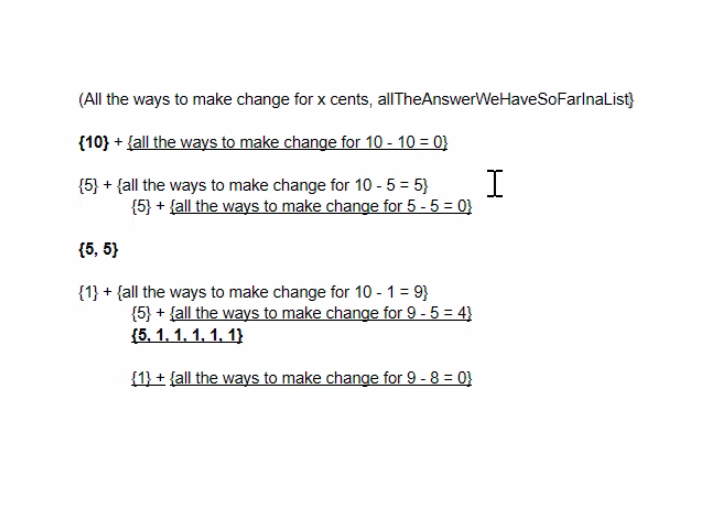 (All the ways to make change for x cents, allTheAnswerWeHaveSoFarInaList}
{10} + {all the ways to make change for 10 - 10 = 0}
{5} + {all the ways to make change for 10 - 5 = 5}
{5} + {all the ways to make change for 5 - 5 = 0}
{5, 5}
{1} + {all the ways to make change for 10 - 1 = 9}
{5} + {all the ways to make change for 9 - 5 = 4}
{5, 1, 1, 1, 1, 1}
{1} + {all the ways to make change for 9 - 8 = 0}